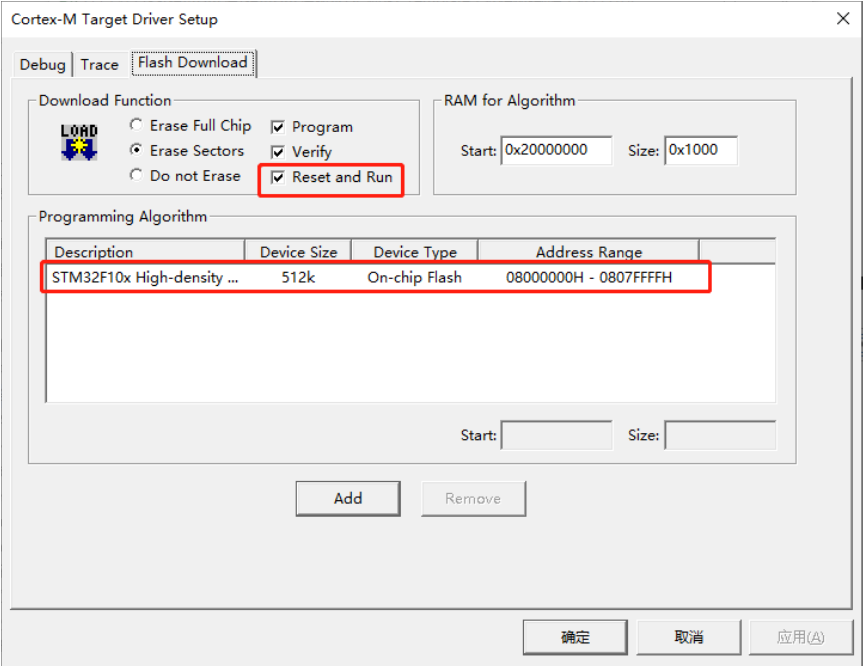 Cortex-M Target Driver Setup
Debug Trace Flash Download
Download Function
LOAD
Erase Full Chip
Erase Sectors
Do not Erase
Program
Verify
Reset and Run
RAM for Algorithm
Start: 0x20000000 Size: 0x1000
Programming Algorithm
Description Device Size Device Type Address Range
STM32F10x High-density ... 512k On-chip Flash 08000000H - 0807FFFFH
Start: Size:
Add Remove
确定 取消 应用(A)